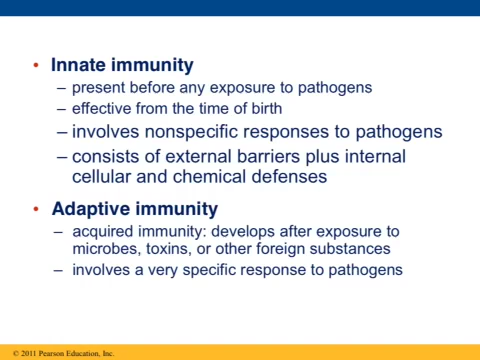 • Innate immunity
– present before any exposure to pathogens
– effective from the time of birth
– involves nonspecific responses to pathogens
– consists of external barriers plus internal
cellular and chemical defenses
• Adaptive immunity
– acquired immunity: develops after exposure to
microbes, toxins, or other foreign substances
– involves a very specific response to pathogens
© 2011 Pearson Education, Inc.